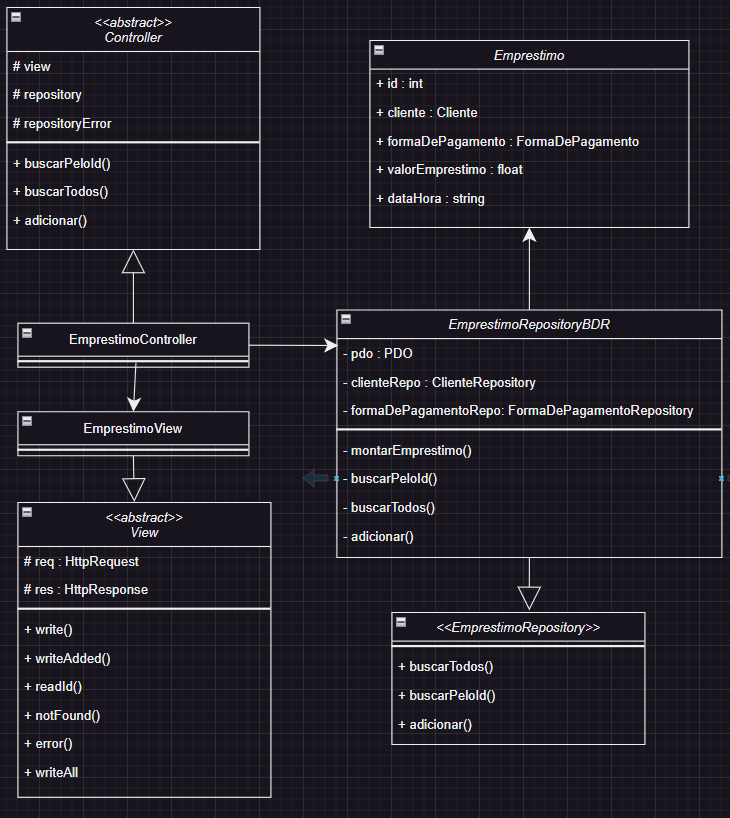 <<abstract>>
Controller
# view
# repository
# repositoryError
+ buscarPeloId()
+ buscarTodos()
+ adicionar()
Emprestimo
+ id : int
+ cliente : Cliente
+ formaDePagamento : FormaDePagamento
+ valorEmprestimo : float
+ dataHora : string
EmprestimoController
EmprestimoView
<<abstract>>
View
# req : HttpRequest
# res : HttpResponse
+ write()
+ writeAdded()
+ readId()
+ notFound()
+ error()
+ writeAll
EmprestimoRepositoryBDR
- pdo : PDO
- clienteRepo : ClienteRepository
- formaDePagamentoRepo: FormaDePagamentoRepository
- montarEmprestimo()
- buscarPeloId()
- buscarTodos()
- adicionar()
<<EmprestimoRepository>>
+ buscarTodos()
+ buscarPeloId()
+ adicionar()